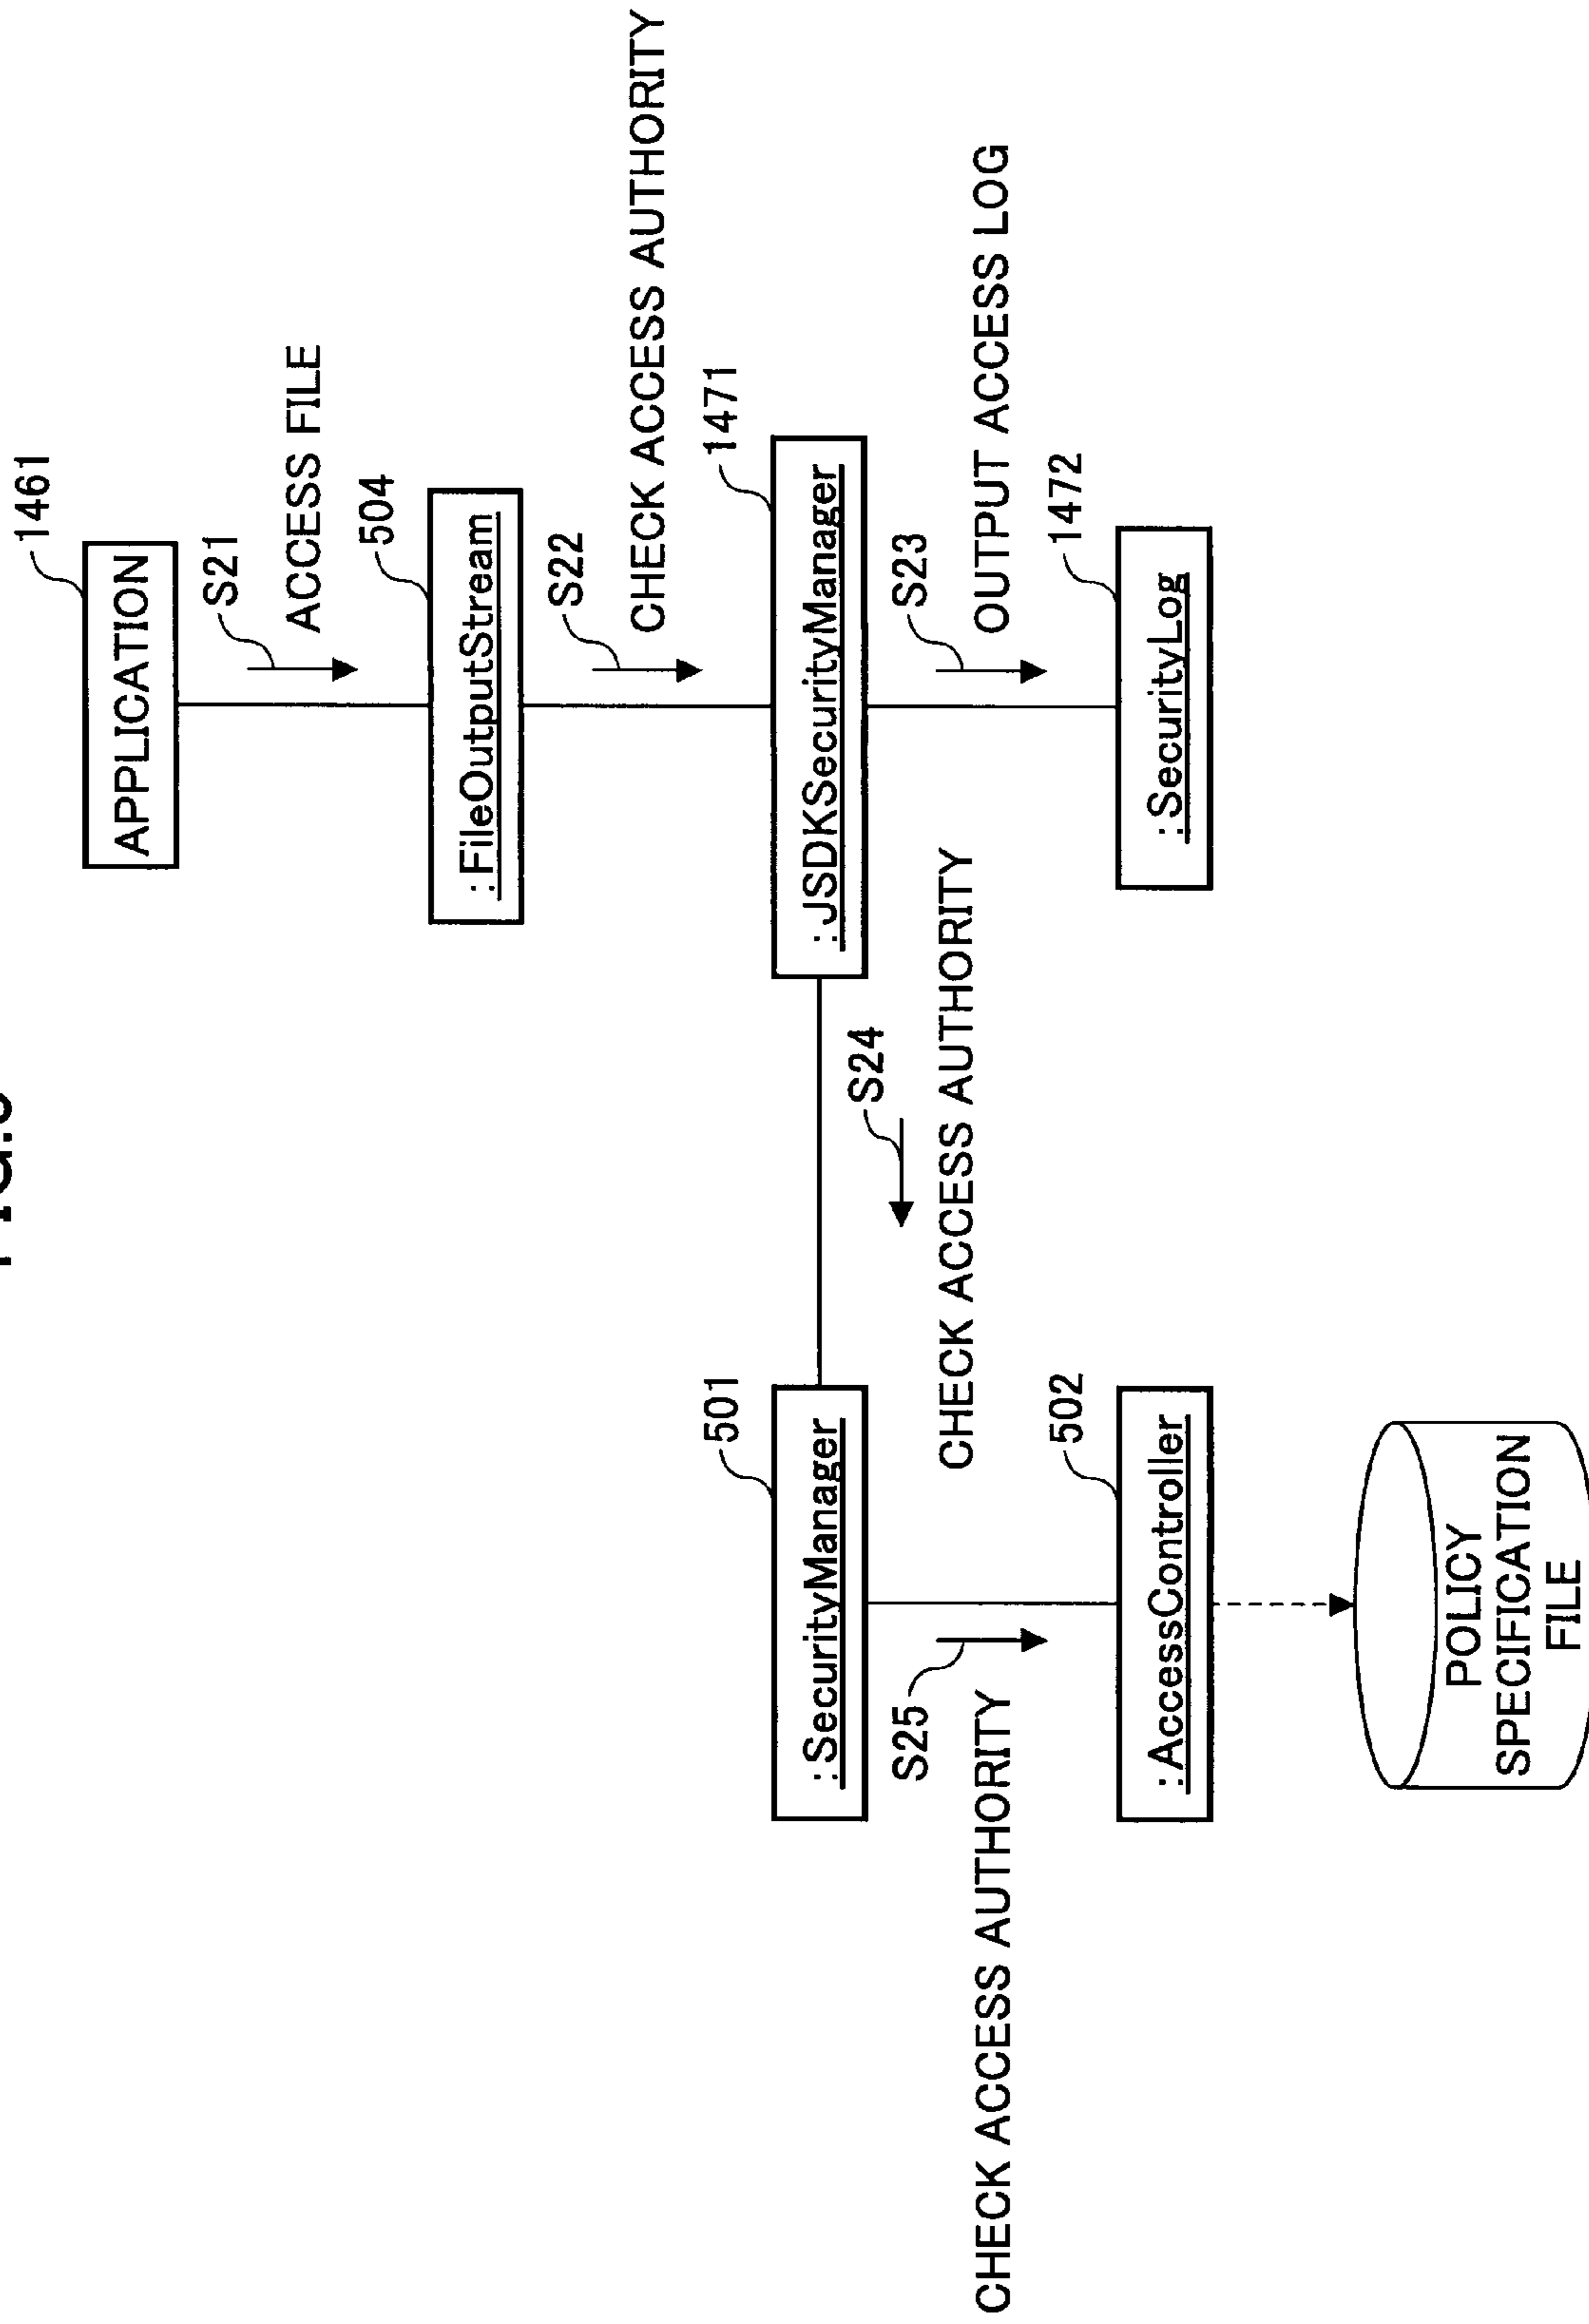 1461
APPLICATION
S21
ACCESS FILE
504
:FileOutputStream
S22
CHECK ACCESS AUTHORITY
501
:SecurityManager
1471
:JSDKSecurityManager
S24
CHECK ACCESS AUTHORITY
S25
CHECK ACCESS AUTHORITY
S23
OUTPUT ACCESS LOG
502
:AccessController
1472
:SecurityLog
POLICY
SPECIFICATION
FILE